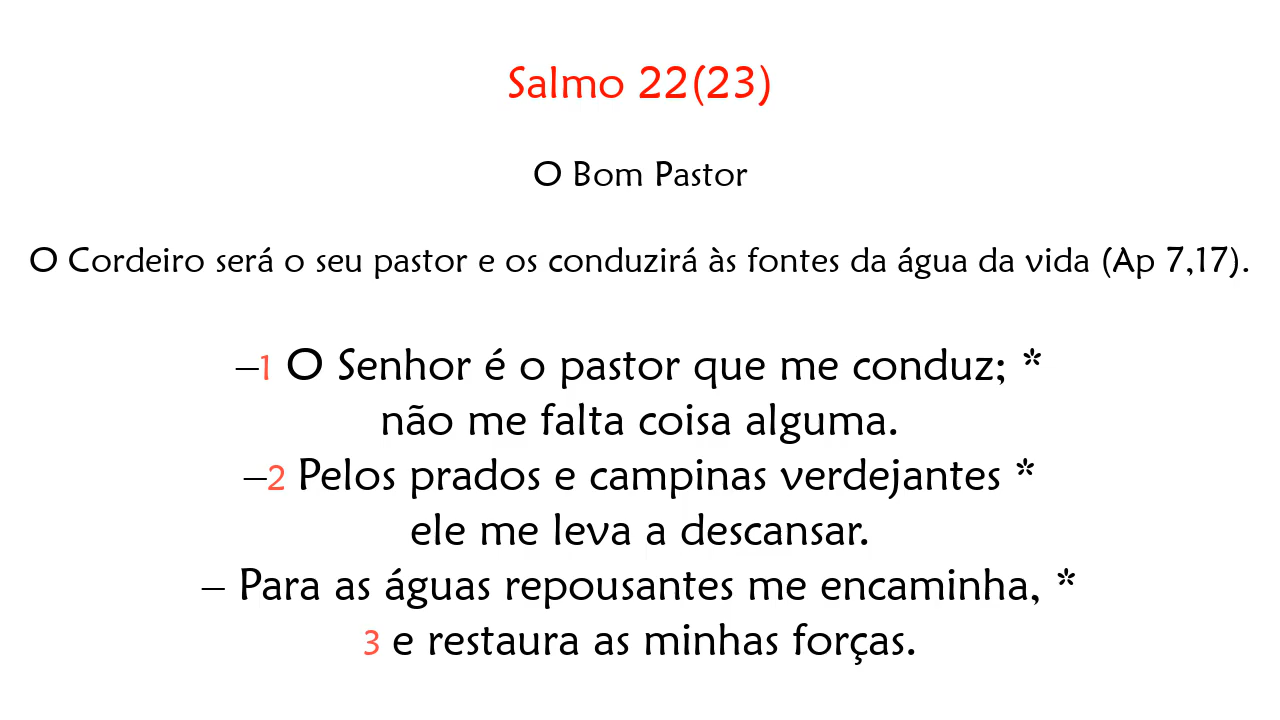 Salmo 22(23)
O Bom Pastor
O Cordeiro será o seu pastor e os conduzirá às fontes da água da vida (Ap 7,17).
–1 O Senhor é o pastor que me conduz; *
não me falta coisa alguma.
–2 Pelos prados e campinas verdejantes *
ele me leva a descansar.
– Para as águas repousantes me encaminha, *
3 e restaura as minhas forças.